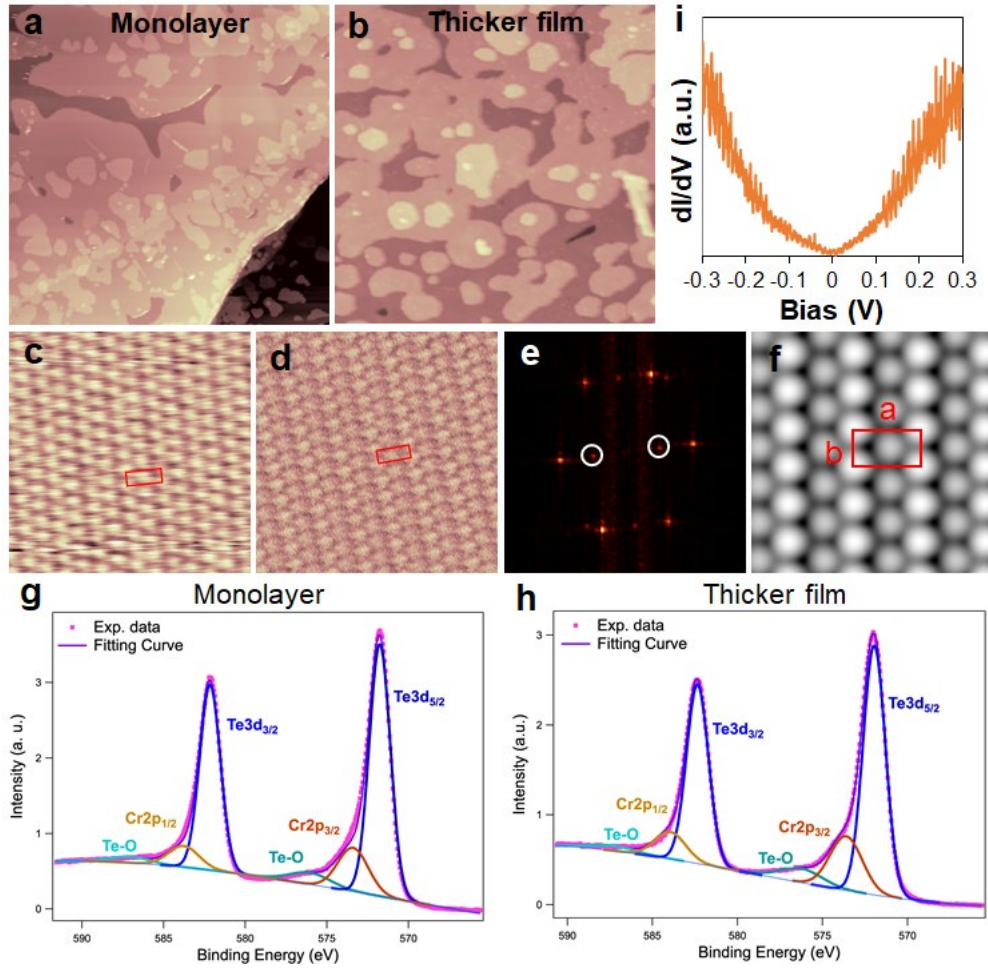 a Monolayer
b Thicker film
i
dI/dV (a.u.)
-0.3 -0.2 -0.1 0 0.1 0.2 0.3
Bias (V)
c
d
e
f
a
b
g Monolayer
Exp. data
Fitting Curve
Te3d5/2
Te3d3/2
Cr2p1/2
Cr2p3/2
Te-O
Te-O
Intensity (a. u.)
3
2
1
0
590 585 580 575 570
Binding Energy (eV)
h Thicker film
Exp. data
Fitting Curve
Te3d5/2
Te3d3/2
Cr2p1/2
Cr2p3/2
Te-O
Te-O
Intensity (a.u.)
3
2
1
0
590 585 580 575 570
Binding Energy (eV)